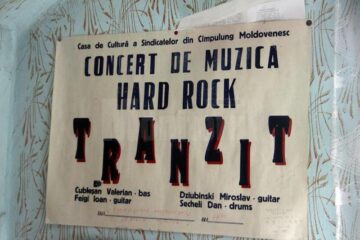 Casa de Cultură a Sindicatelor din Cîmpulung Moldovenesc
CONCERT DE MUZICA
HARD ROCK
TRANZIT
Cubleșan Valerian - bas
Feigi Ioan - guitar
Dziubinski Miroslav - guitar
Secheli Dan - drums